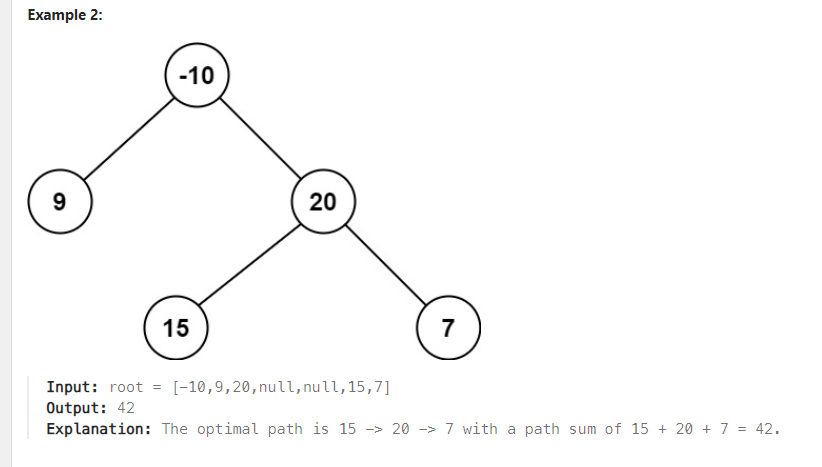 Example 2:
-10
9
20
15
7
Input: root = [-10,9,20,null,null,15,7]
Output: 42
Explanation: The optimal path is 15 -> 20 -> 7 with a path sum of 15 + 20 + 7 = 42.